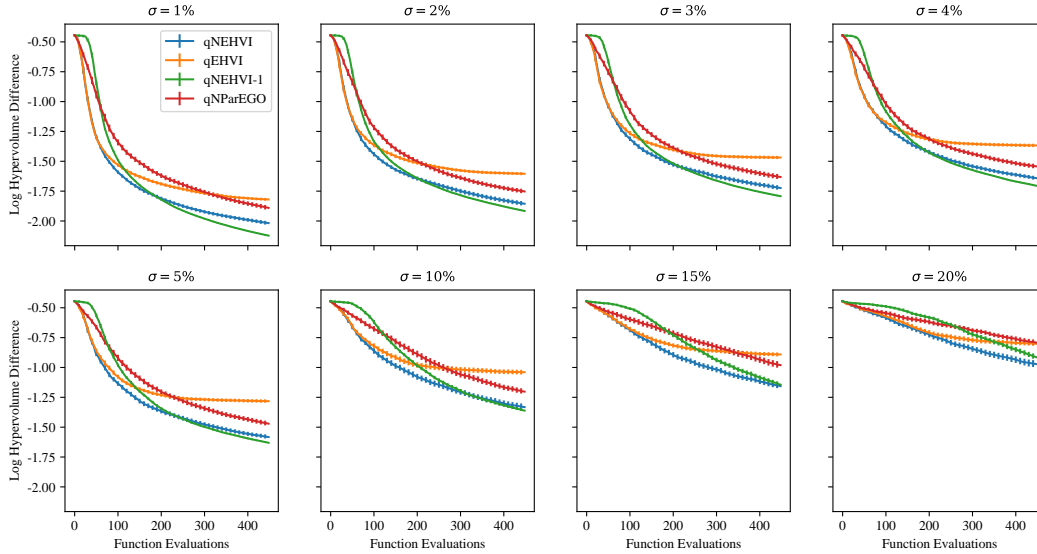 σ = 1%
σ = 2%
σ = 3%
σ = 4%
Log Hypervolume Difference
-0.50
-0.75
-1.00
-1.25
-1.50
-1.75
-2.00
qNEHVI
qEHVI
qNEHVI-1
qNParEGO
σ = 5%
σ = 10%
σ = 15%
σ = 20%
Log Hypervolume Difference
-0.50
-0.75
-1.00
-1.25
-1.50
-1.75
-2.00
0 100 200 300 400
0 100 200 300 400
0 100 200 300 400
0 100 200 300 400
Function Evaluations
Function Evaluations
Function Evaluations
Function Evaluations